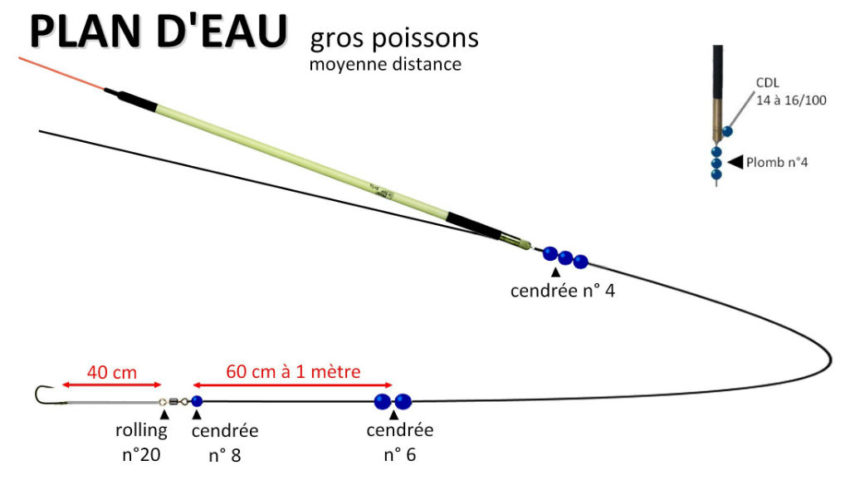 PLAN D'EAU gros poissons
moyenne distance
CDL
14 à 16/100
Plomb n°4
cendrée n° 4
40 cm
60 cm à 1 mètre
rolling
n°20
cendrée
n° 8
cendrée
n° 6